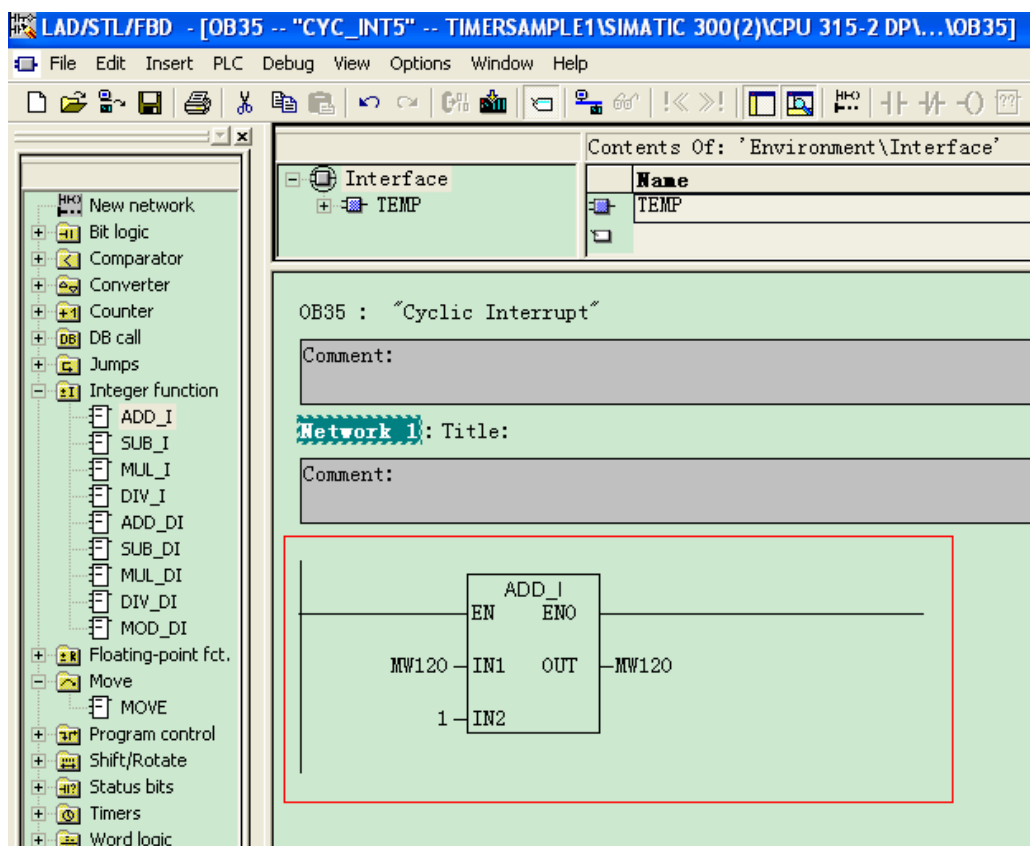 LAD/STL/FBD - [OB35 -- "CYC_INT5" -- TIMERSAMPLE1\SIMATIC 300(2)\CPU 315-2 DP\...\OB35]
File Edit Insert PLC Debug View Options Window Help
New network
Bit logic
Comparator
Converter
Counter
DB call
Jumps
Integer function
ADD_I
SUB_I
MUL_I
DIV_I
ADD_DI
SUB_DI
MUL_DI
DIV_DI
MOD_DI
Floating-point fct.
Move
MOVE
Program control
Shift/Rotate
Status bits
Timers
Word logic
Interface
TEMP
Contents Of: 'Environment\Interface'
Name
TEMP
OB35 : "Cyclic Interrupt"
Comment:
Network 1: Title:
Comment:
ADD_I
EN ENO
MW120 IN1 OUT MW120
1 IN2